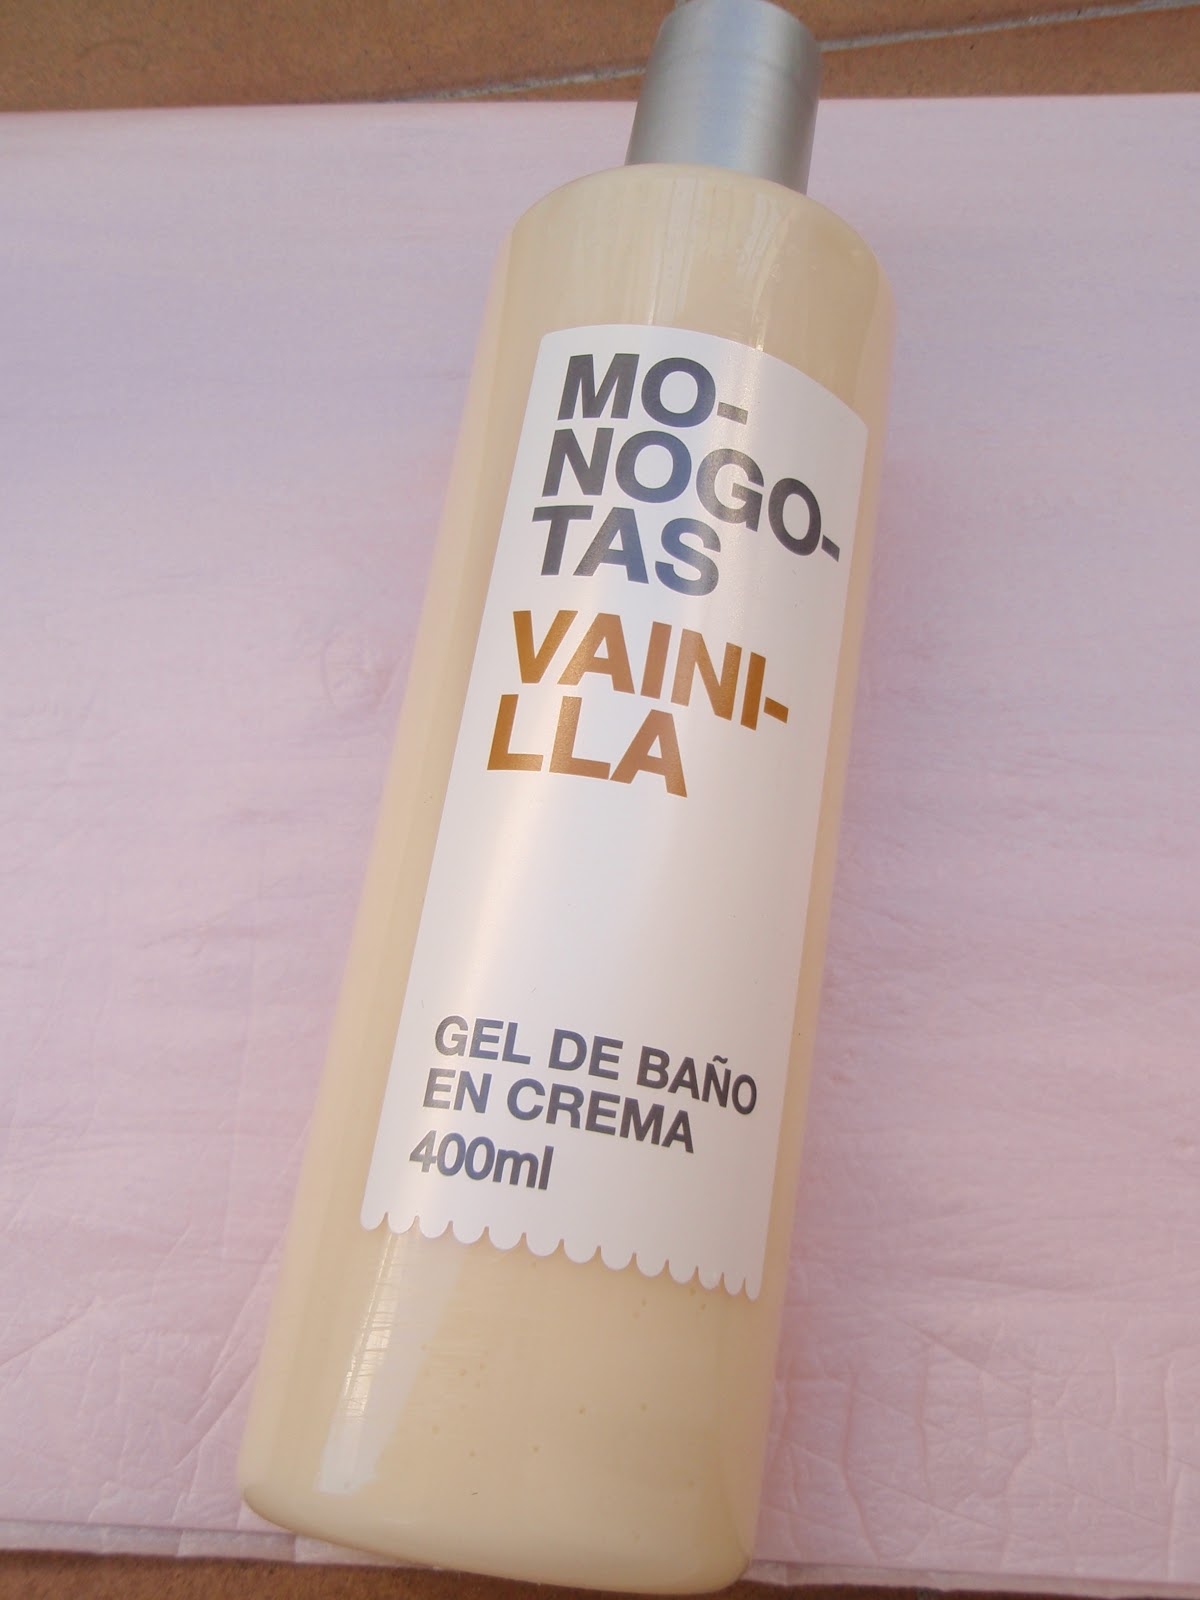 MO-
NOGO-
TAS
VAINI-
LLA
GEL DE BAÑO
EN CREMA
400ml